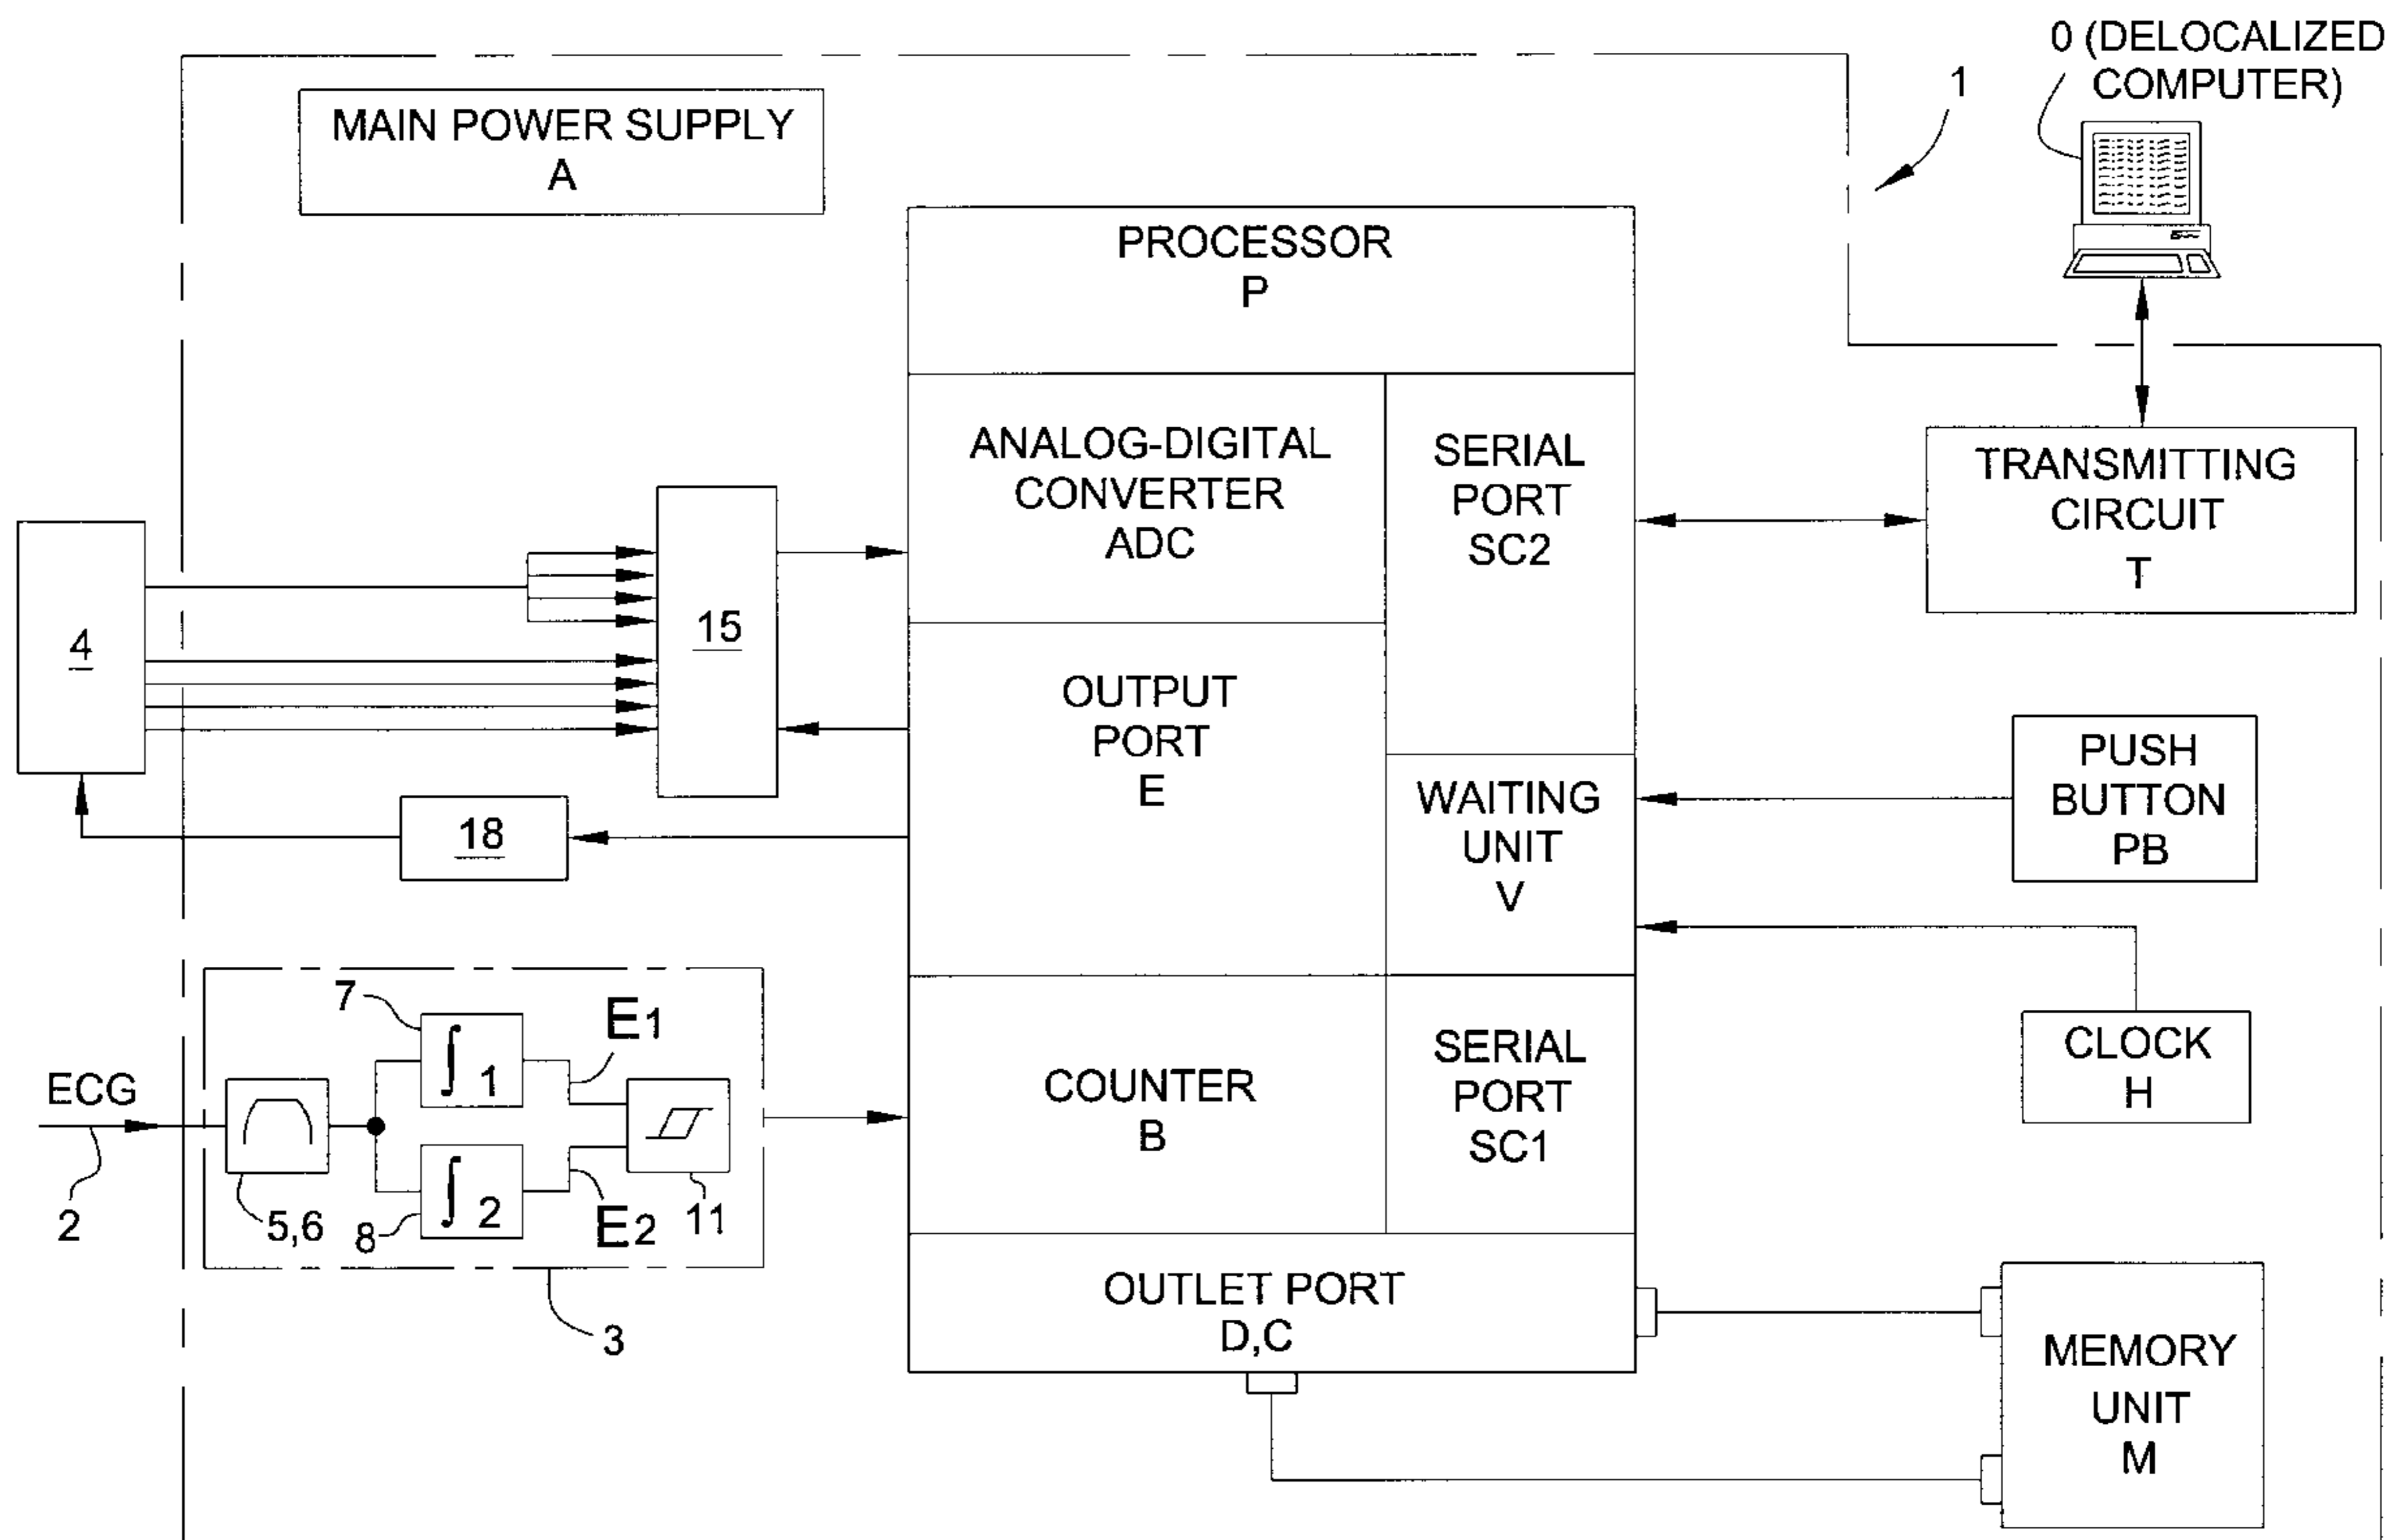 0 (DELOCALIZED
COMPUTER)
1
MAIN POWER SUPPLY
A
PROCESSOR
P
ANALOG-DIGITAL
CONVERTER
ADC
SERIAL
PORT
SC2
TRANSMITTING
CIRCUIT
T
4
15
OUTPUT
PORT
E
18
WAITING
UNIT
V
PUSH
BUTTON
PB
CLOCK
H
ECG
2
5,6
7
∫ 1
E1
8
∫ 2
E2
11
3
COUNTER
B
SERIAL
PORT
SC1
OUTLET PORT
D,C
MEMORY
UNIT
M